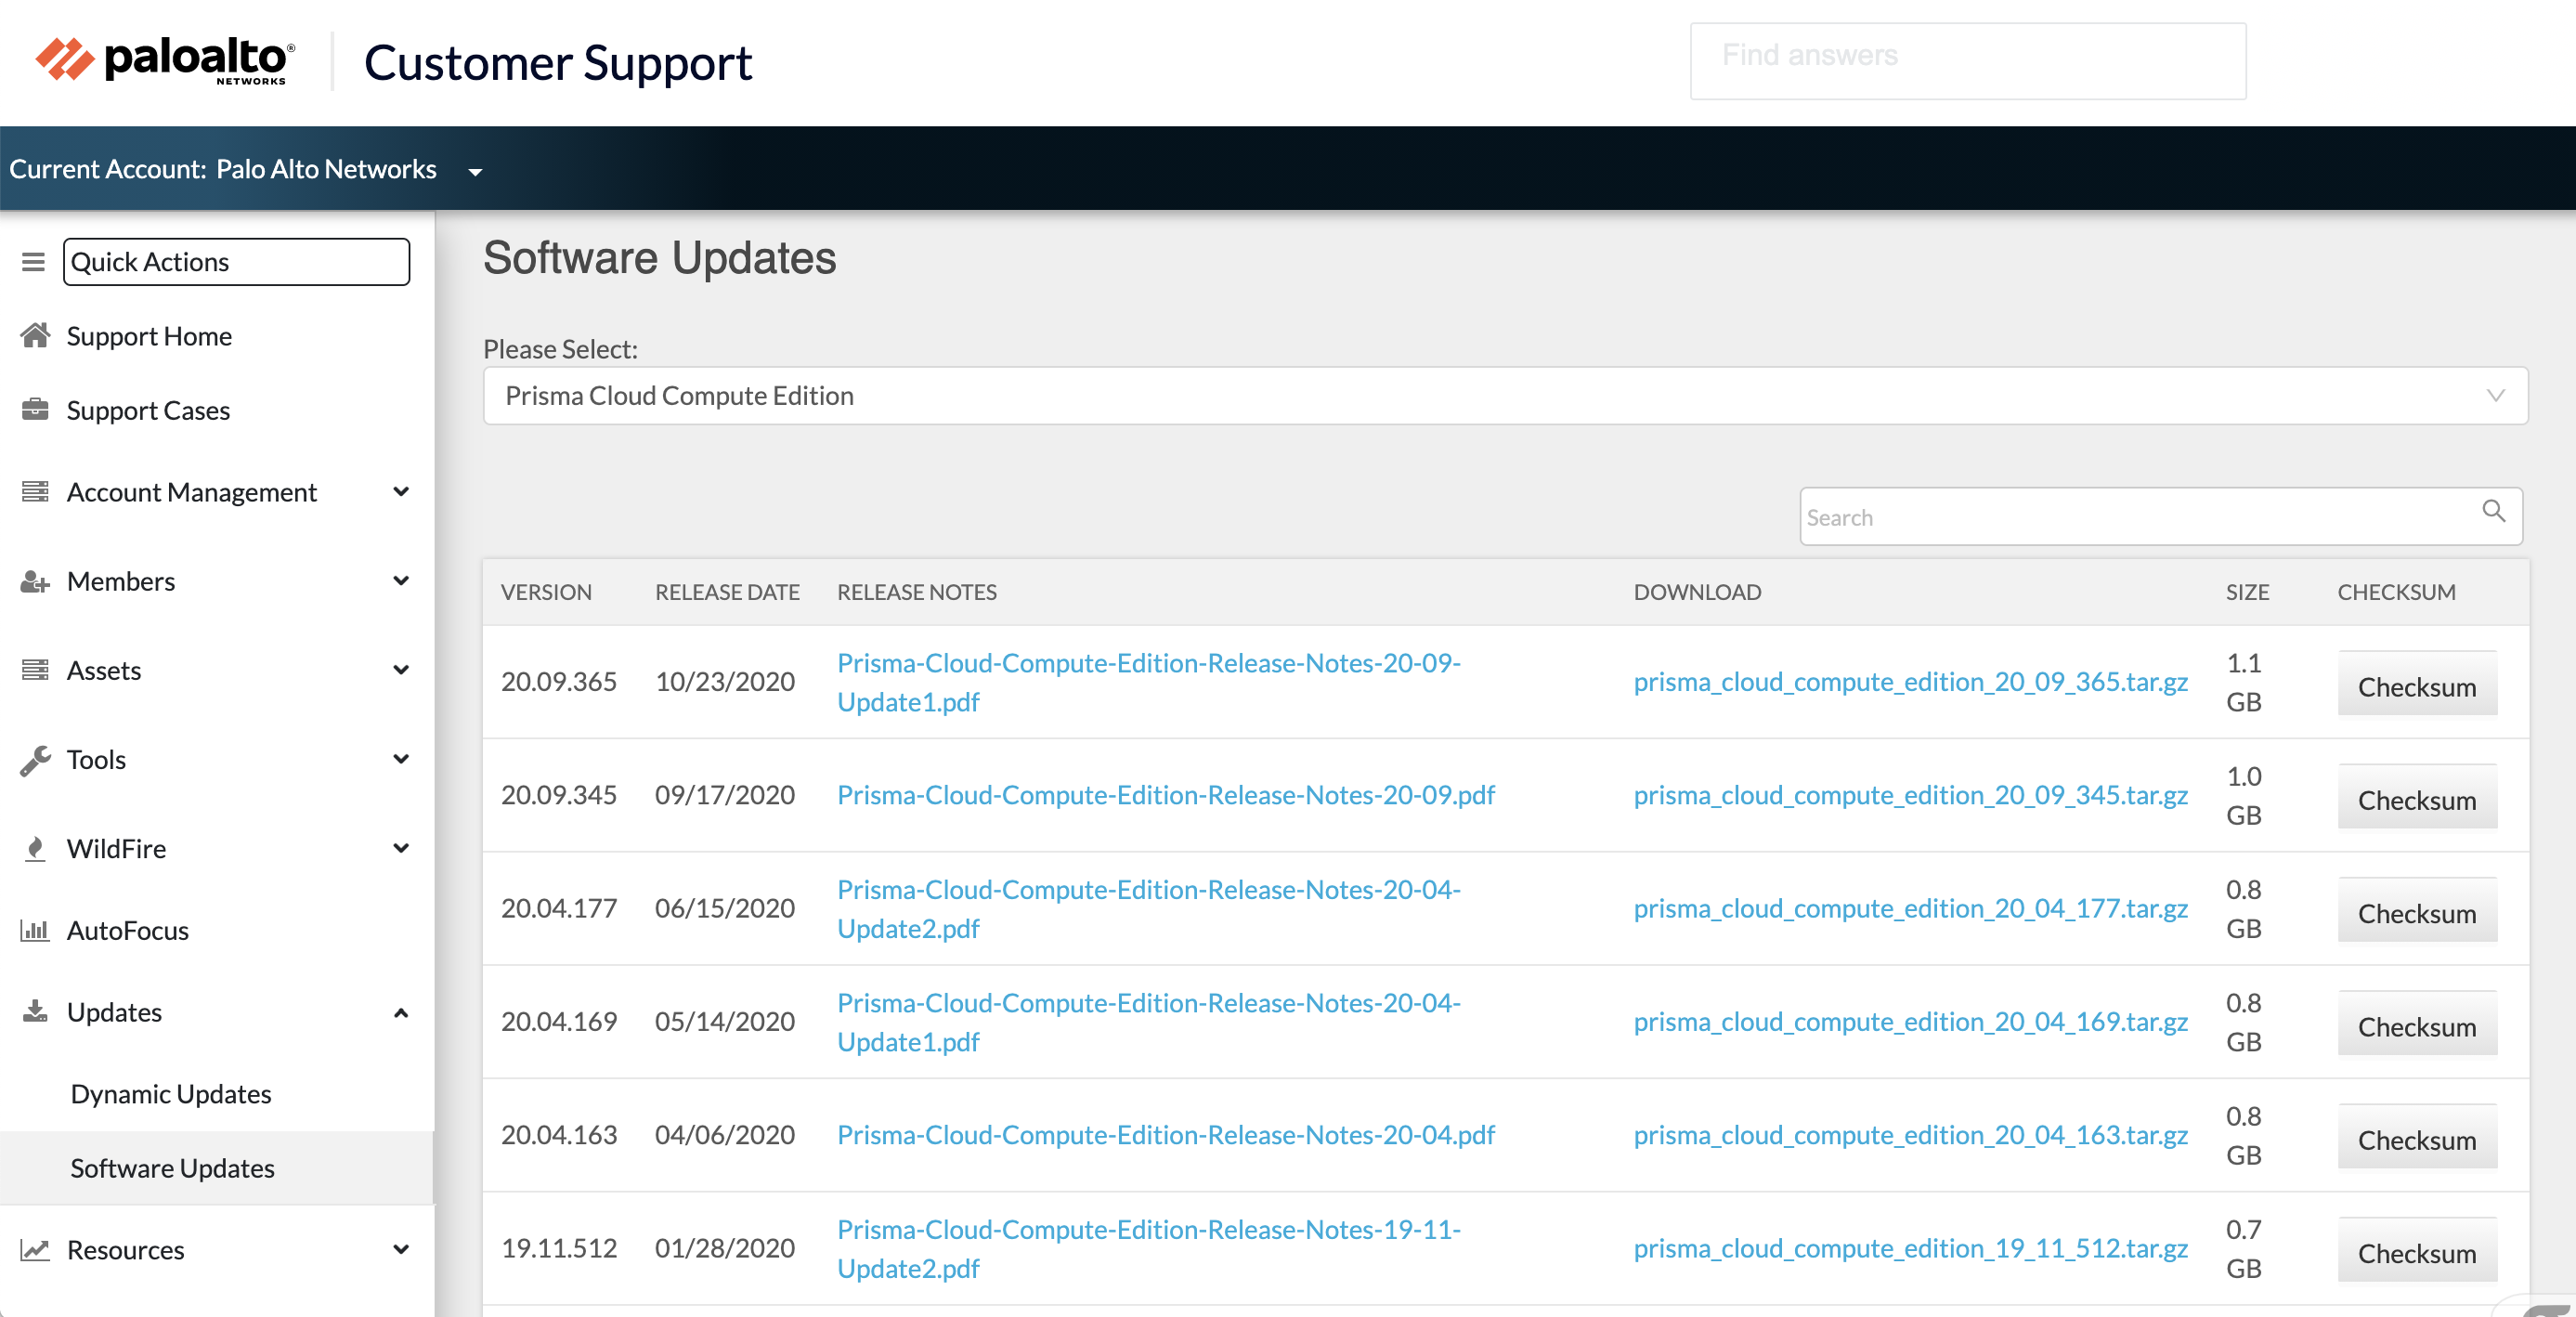 paloalto®
NETWORKS
Customer Support
Find answers
Current Account: Palo Alto Networks
Quick Actions
Support Home
Support Cases
Account Management
Members
Assets
Tools
WildFire
AutoFocus
Updates
Dynamic Updates
Software Updates
Resources
Software Updates
Please Select:
Prisma Cloud Compute Edition
Search
VERSION RELEASE DATE RELEASE NOTES DOWNLOAD SIZE CHECKSUM
20.09.365 10/23/2020 Prisma-Cloud-Compute-Edition-Release-Notes-20-09-
Update1.pdf prisma_cloud_compute_edition_20_09_365.tar.gz 1.1
GB Checksum
20.09.345 09/17/2020 Prisma-Cloud-Compute-Edition-Release-Notes-20-09.pdf prisma_cloud_compute_edition_20_09_345.tar.gz 1.0
GB Checksum
20.04.177 06/15/2020 Prisma-Cloud-Compute-Edition-Release-Notes-20-04-
Update2.pdf prisma_cloud_compute_edition_20_04_177.tar.gz 0.8
GB Checksum
20.04.169 05/14/2020 Prisma-Cloud-Compute-Edition-Release-Notes-20-04-
Update1.pdf prisma_cloud_compute_edition_20_04_169.tar.gz 0.8
GB Checksum
20.04.163 04/06/2020 Prisma-Cloud-Compute-Edition-Release-Notes-20-04.pdf prisma_cloud_compute_edition_20_04_163.tar.gz 0.8
GB Checksum
19.11.512 01/28/2020 Prisma-Cloud-Compute-Edition-Release-Notes-19-11-
Update2.pdf prisma_cloud_compute_edition_19_11_512.tar.gz 0.7
GB Checksum